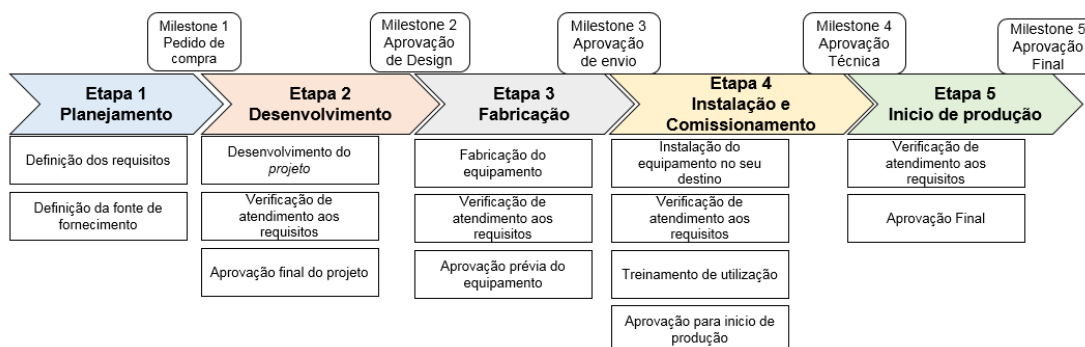 Milestone 1
Pedido de
compra
Milestone 2
Aprovação
de Design
Milestone 3
Aprovação
de envio
Milestone 4
Aprovação
Técnica
Milestone 5
Aprovação
Final
Etapa 1
Planejamento
Etapa 2
Desenvolvimento
Etapa 3
Fabricação
Etapa 4
Instalação e
Comissionamento
Etapa 5
Inicio de produção
Definição dos requisitos
Definição da fonte de
fornecimento
Desenvolvimento do
projeto
Verificação de
atendimento aos
requisitos
Aprovação final do projeto
Fabricação do
equipamento
Verificação de
atendimento aos
requisitos
Aprovação prévia do
equipamento
Instalação do
equipamento no seu
destino
Verificação de
atendimento aos
requisitos
Treinamento de utilização
Aprovação para inicio de
produção
Verificação de
atendimento aos
requisitos
Aprovação Final